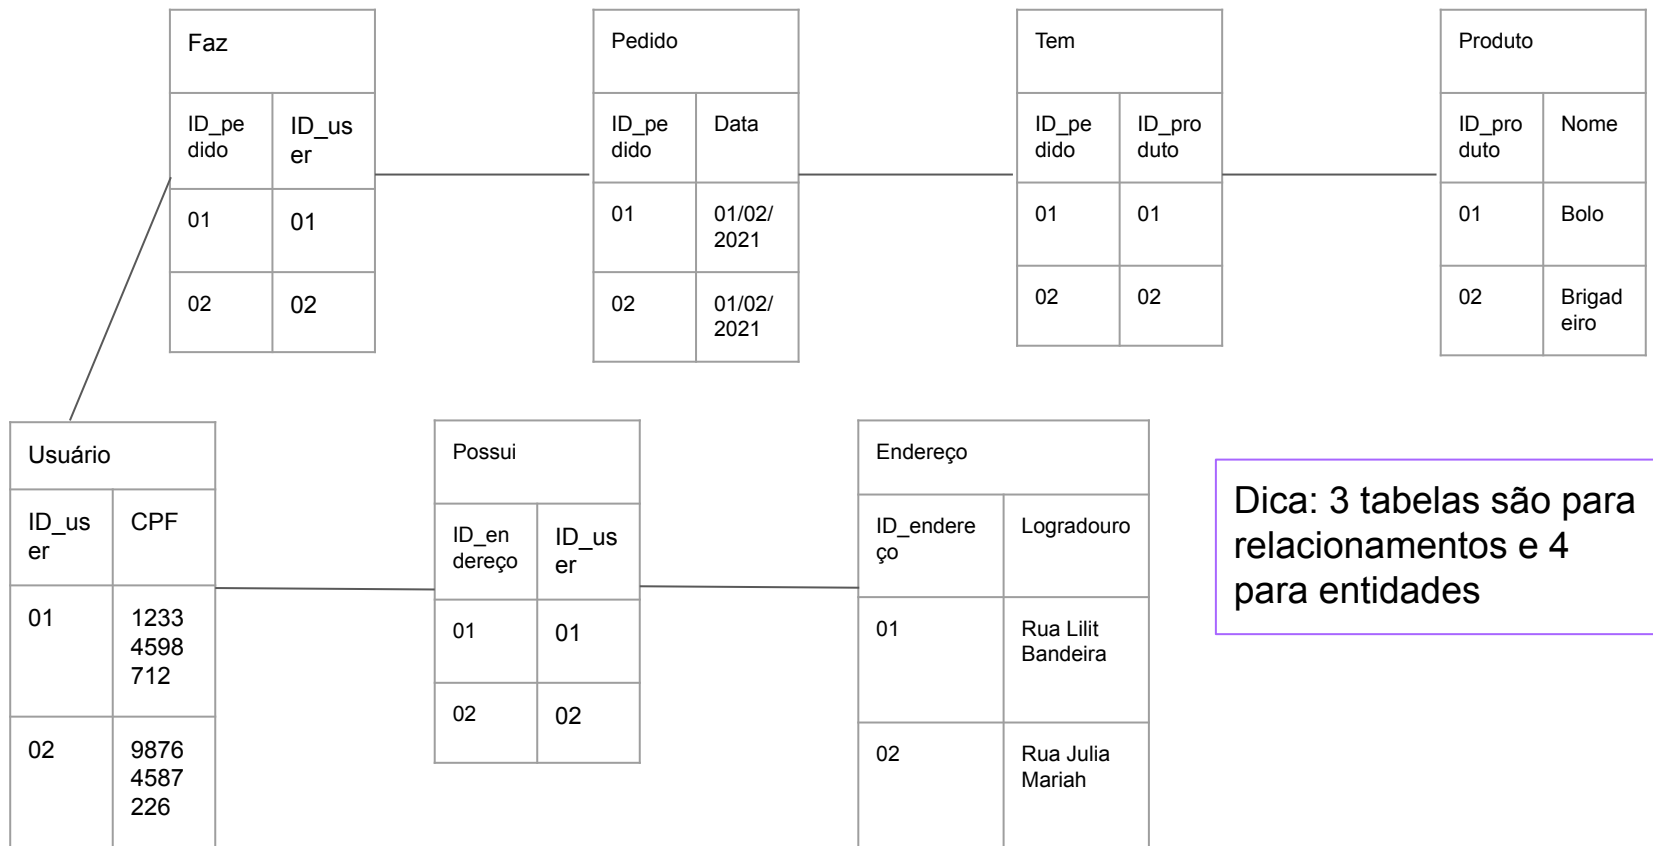 Faz
ID_pe
dido
ID_us
er
01
01
02
02
Pedido
ID_pe
dido
Data
01
01/02/
2021
02
01/02/
2021
Tem
ID_pe
dido
ID_pro
duto
01
01
02
02
Produto
ID_pro
duto
Nome
01
Bolo
02
Brigad
eiro
Usuário
ID_us
er
CPF
01
1233
4598
712
02
9876
4587
226
Possui
ID_en
dereço
ID_us
er
01
01
02
02
Endereço
ID_endere
ço
Logradouro
01
Rua Lilit
Bandeira
02
Rua Julia
Mariah
Dica: 3 tabelas são para
relacionamentos e 4
para entidades